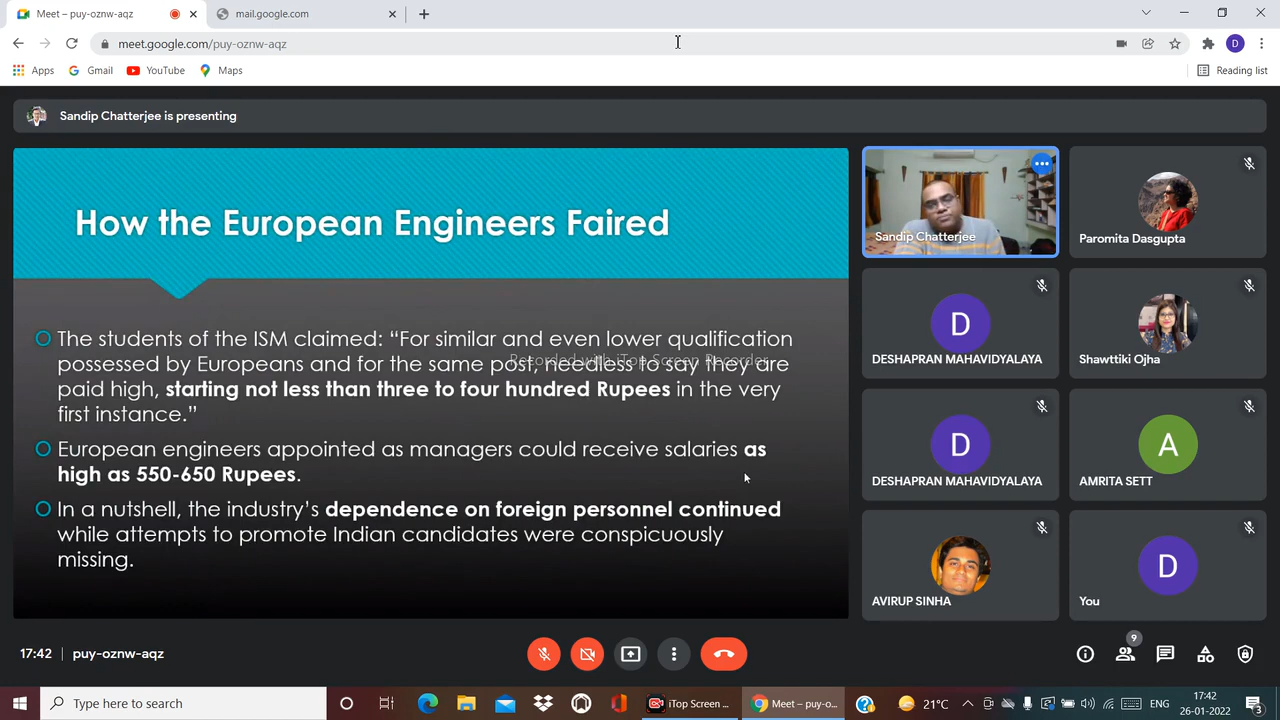 Meet – puy-oznw-aqz
mail.google.com
meet.google.com/puy-oznw-aqz
D
Apps
Gmail
YouTube
Maps
Reading list
Sandip Chatterjee is presenting
How the European Engineers Faired
The students of the ISM claimed: “For similar and even lower qualification
possessed by Europeans and for the same post, needless to say they are
paid high, starting not less than three to four hundred Rupees in the very
first instance.”
European engineers appointed as managers could receive salaries as
high as 550-650 Rupees.
In a nutshell, the industry’s dependence on foreign personnel continued
while attempts to promote Indian candidates were conspicuously
missing.
Recorded with iTop Screen Recorder
Sandip Chatterjee
Paromita Dasgupta
D
DESHAPRAN MAHAVIDYALAYA
Shawttiki Ojha
D
DESHAPRAN MAHAVIDYALAYA
A
AMRITA SETT
AVIRUP SINHA
D
You
17:42
puy-oznw-aqz
9
Type here to search
iTop Screen ...
Meet – puy-o...
21°C
ENG
17:42
26-01-2022
3